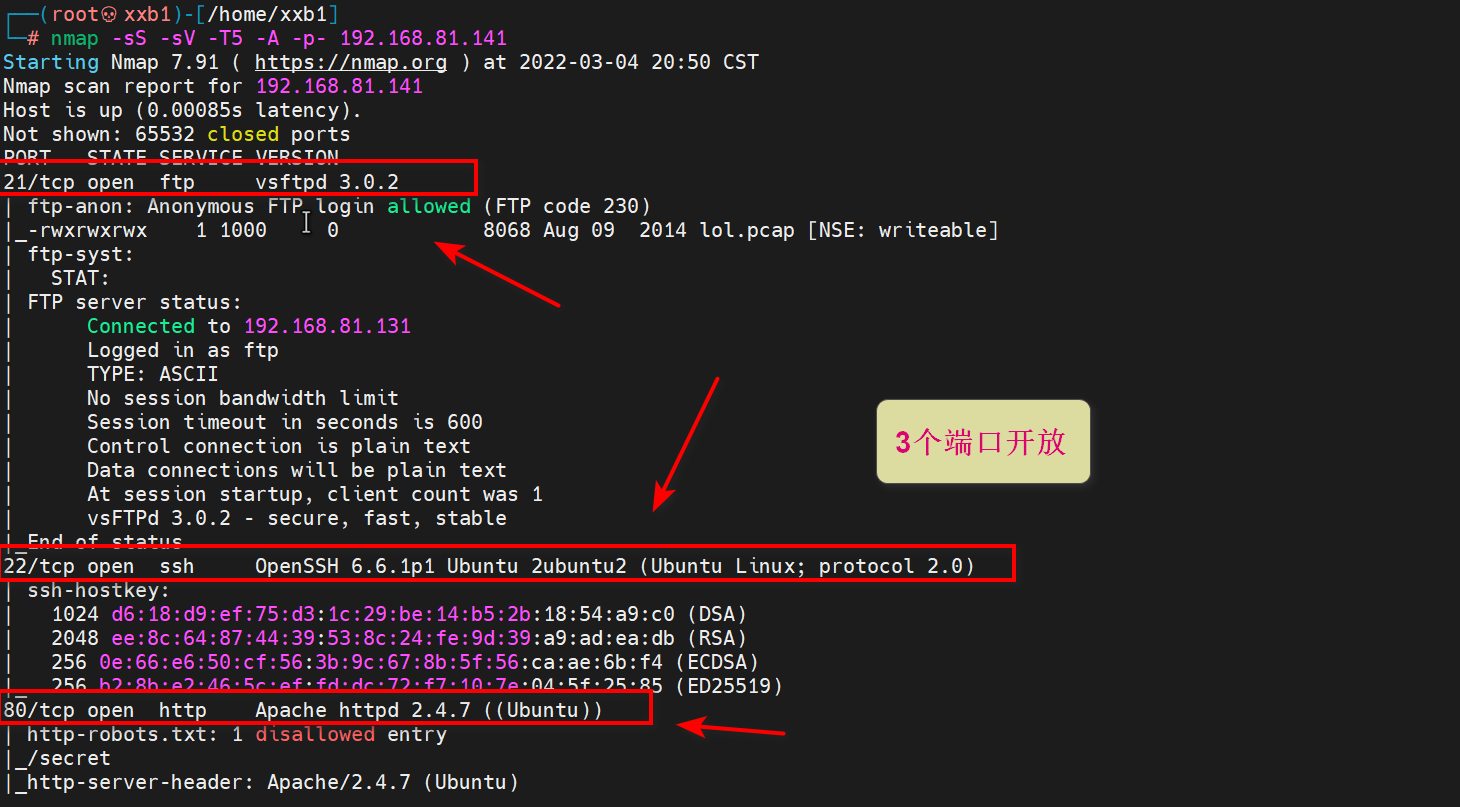 (root💀xxb1)-[/home/xxb1]
# nmap -sS -sV -T5 -A -p- 192.168.81.141
Starting Nmap 7.91 ( https://nmap.org ) at 2022-03-04 20:50 CST
Nmap scan report for 192.168.81.141
Host is up (0.00085s latency).
Not shown: 65532 closed ports
PORT   STATE SERVICE VERSION
21/tcp open  ftp     vsftpd 3.0.2
| ftp-anon: Anonymous FTP login allowed (FTP code 230)
|_-rwxrwxrwx    1 1000     0            8068 Aug 09  2014 lol.pcap [NSE: writeable]
| ftp-syst:
|   STAT:
| FTP server status:
|      Connected to 192.168.81.131
|      Logged in as ftp
|      TYPE: ASCII
|      No session bandwidth limit
|      Session timeout in seconds is 600
|      Control connection is plain text
|      Data connections will be plain text
|      At session startup, client count was 1
|      vsFTPd 3.0.2 - secure, fast, stable
|_End of status
22/tcp open  ssh     OpenSSH 6.6.1p1 Ubuntu 2ubuntu2 (Ubuntu Linux; protocol 2.0)
| ssh-hostkey:
|   1024 d6:18:d9:ef:75:d3:1c:29:be:14:b5:2b:18:54:a9:c0 (DSA)
|   2048 ee:8c:64:87:44:39:53:8c:24:fe:9d:39:a9:ad:ea:db (RSA)
|   256 0e:66:e6:50:cf:56:3b:9c:67:8b:5f:56:ca:ae:6b:f4 (ECDSA)
|_  256 b2:8b:e2:46:5c:ef:fd:dc:72:f7:10:7e:04:5f:25:85 (ED25519)
80/tcp open  http    Apache httpd 2.4.7 ((Ubuntu))
| http-robots.txt: 1 disallowed entry
|_/secret
|_http-server-header: Apache/2.4.7 (Ubuntu)
3个端口开放